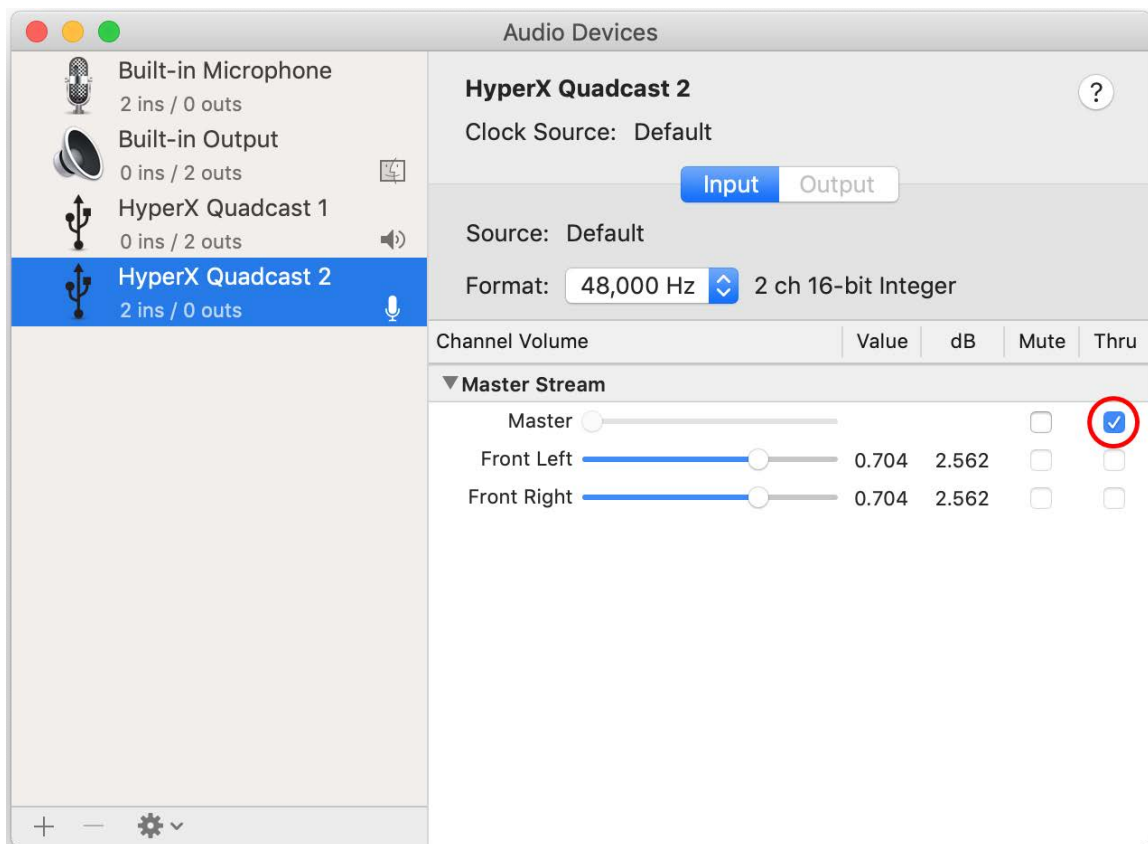 Audio Devices
Built-in Microphone
2 ins / 0 outs
Built-in Output
0 ins / 2 outs
HyperX Quadcast 1
0 ins / 2 outs
HyperX Quadcast 2
2 ins / 0 outs
HyperX Quadcast 2
?
Clock Source: Default
Input Output
Source: Default
Format: 48,000 Hz 2 ch 16-bit Integer
Channel Volume Value dB Mute Thru
Master Stream
Master
Front Left 0.704 2.562
Front Right 0.704 2.562